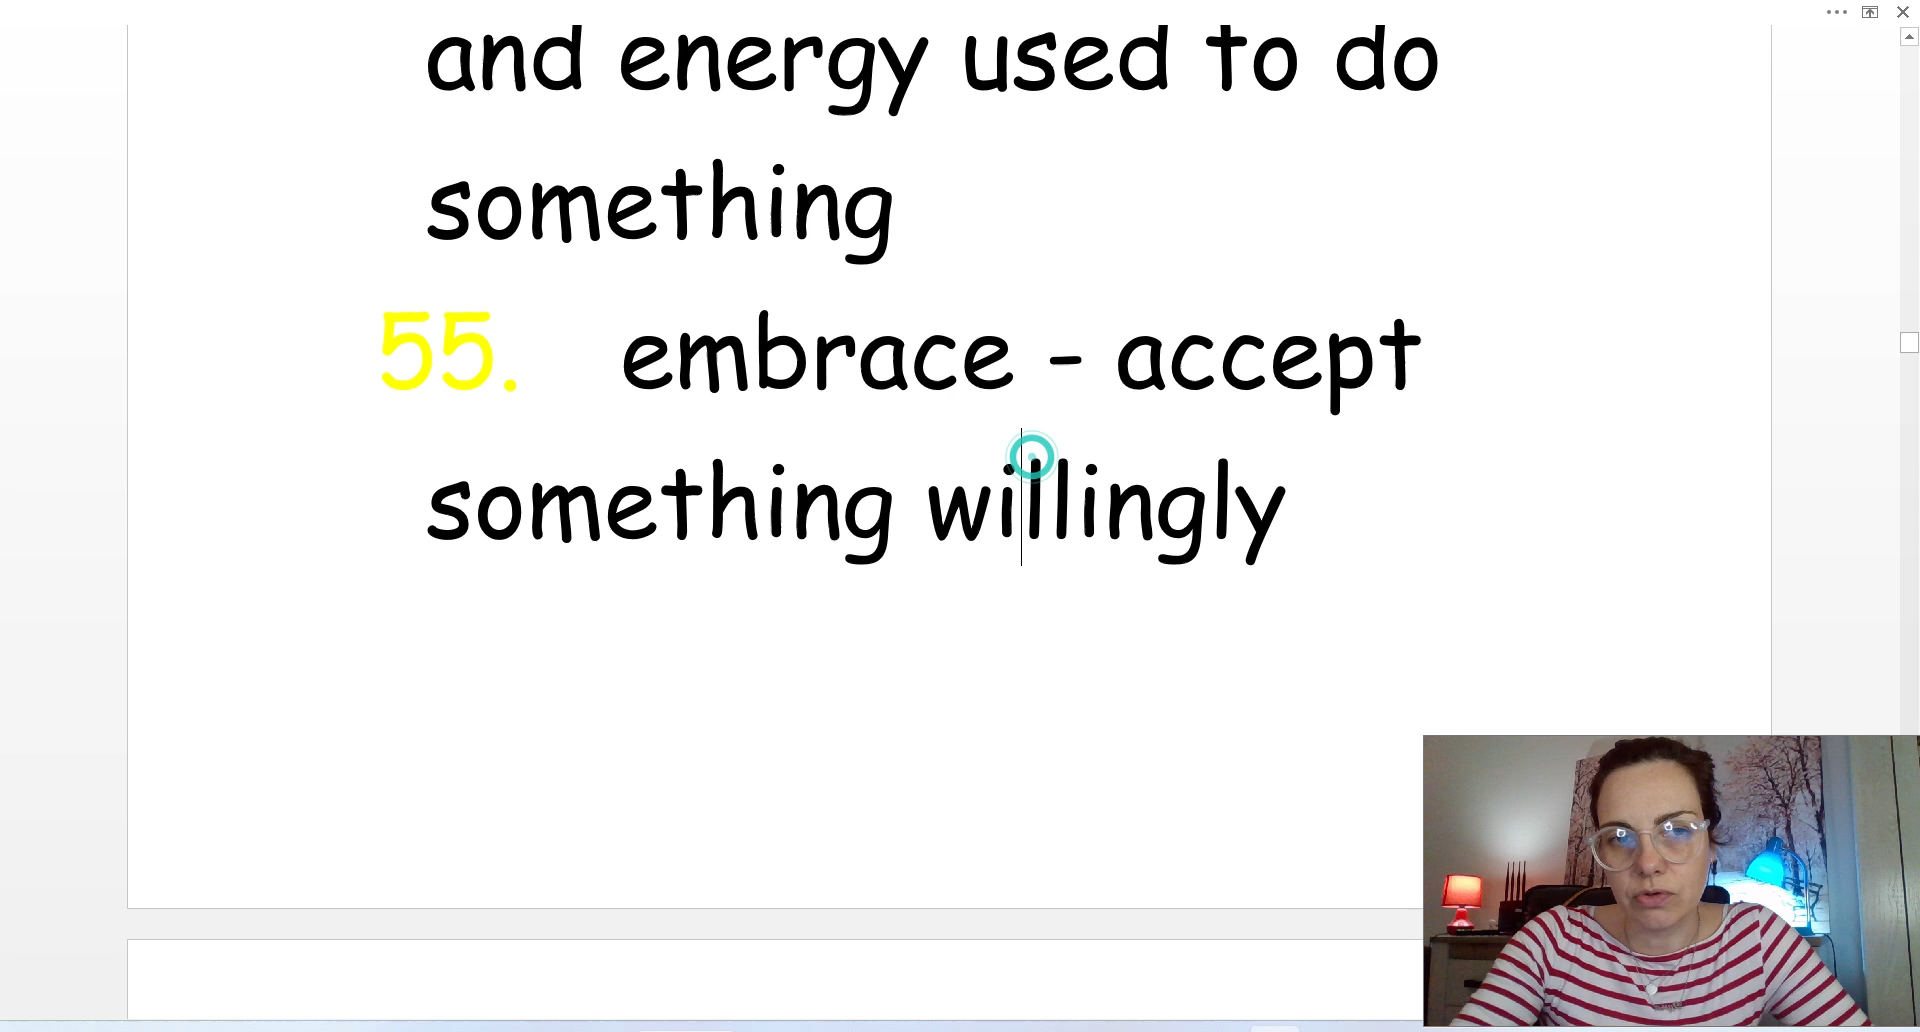 and energy used to do
something
55. embrace - accept
something willingly